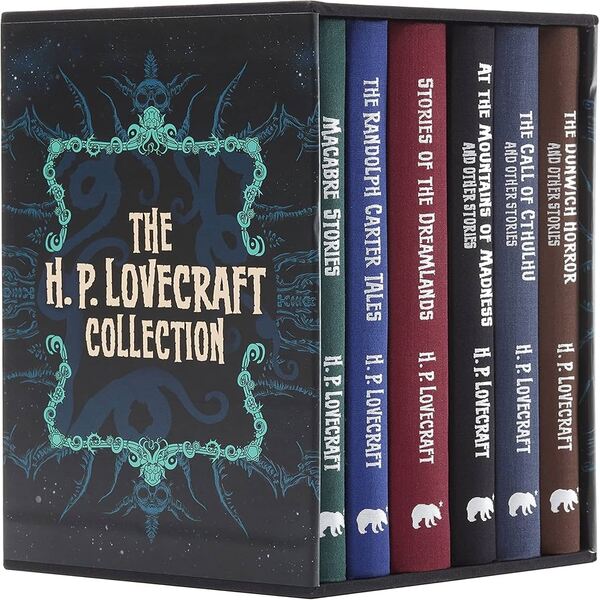 THE
H. P. LOVECRAFT
COLLECTION
MACABRE STORIES
H. P. LOVECRAFT
THE RANDOLPH CARTER TALES
H. P. LOVECRAFT
STORIES OF THE DREAMLANDS
H. P. LOVECRAFT
AT THE MOUNTAINS OF MADNESS
AND OTHER STORIES
H. P. LOVECRAFT
THE CALL OF CTHULHU
AND OTHER STORIES
H. P. LOVECRAFT
THE DUNWICH HORROR
AND OTHER STORIES
H. P. LOVECRAFT